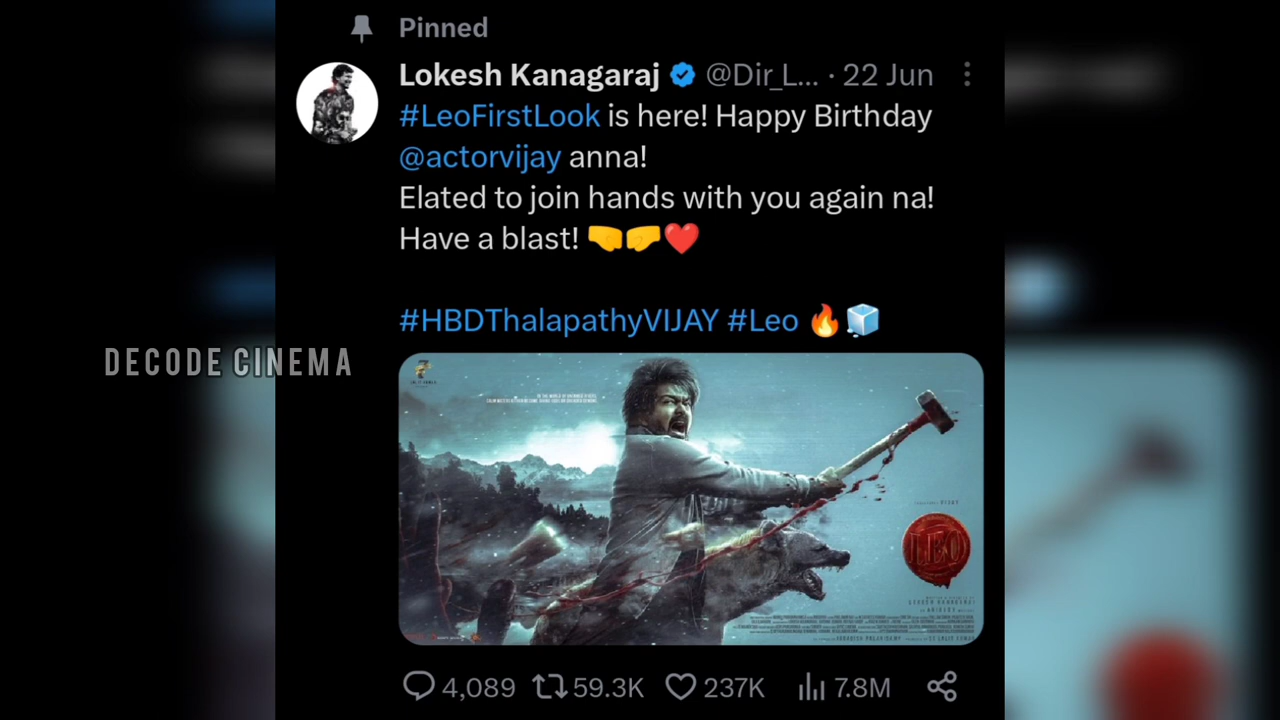 Pinned
Lokesh Kanagaraj @Dir_L... · 22 Jun
#LeoFirstLook is here! Happy Birthday
@actorvijay anna!
Elated to join hands with you again na!
Have a blast! 🤜🤛❤️
#HBDThalapathyVIJAY #Leo 🔥🧊
DECODE CINEMA
LEO
4,089 59.3K 237K 7.8M